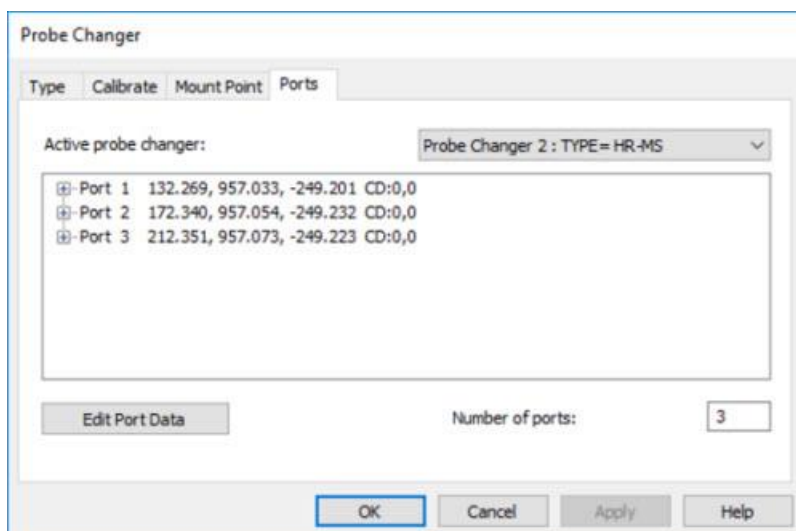 Probe Changer
Type Calibrate Mount Point Ports
Active probe changer: Probe Changer 2 : TYPE= HR-MS
Port 1 132.269, 957.033, -249.201 CD:0,0
Port 2 172.340, 957.054, -249.232 CD:0,0
Port 3 212.351, 957.073, -249.223 CD:0,0
Edit Port Data Number of ports: 3
OK Cancel Apply Help